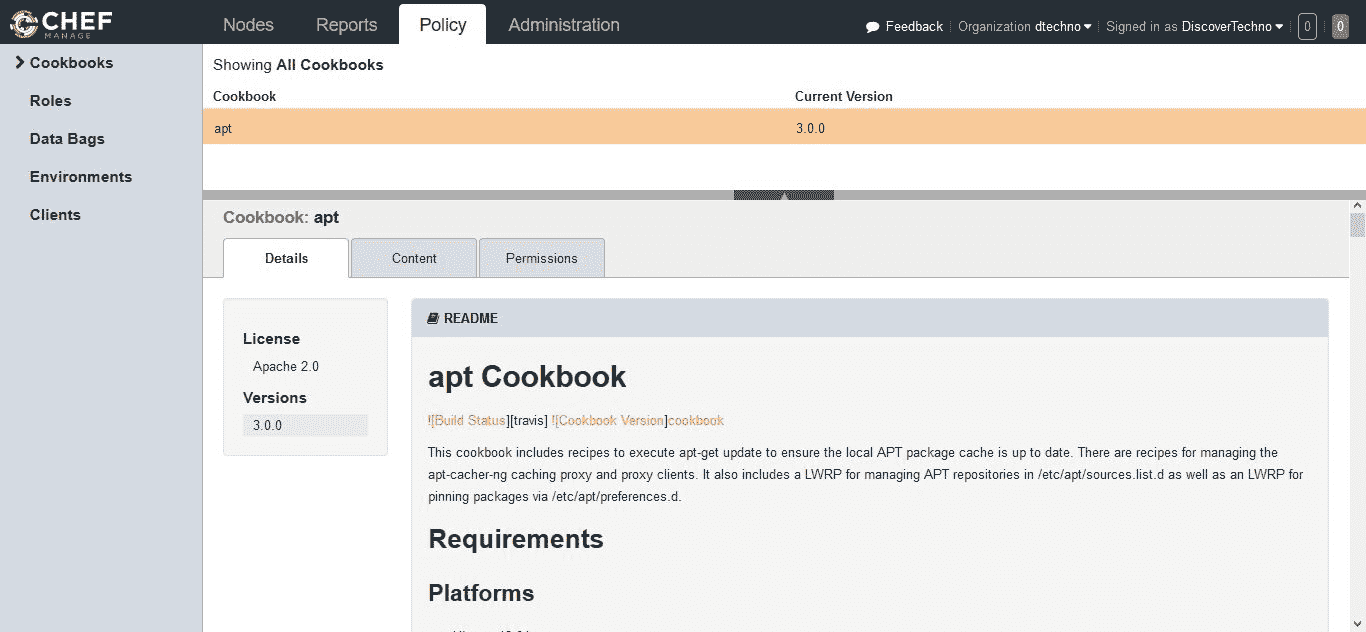 CHEF
MANAGE
Nodes Reports Policy Administration
Feedback Organization dtechno Signed in as DiscoverTechno 0 0
Cookbooks
Roles
Data Bags
Environments
Clients
Showing All Cookbooks
Cookbook Current Version
apt 3.0.0
Cookbook: apt
Details Content Permissions
License
Apache 2.0
Versions
3.0.0
README
apt Cookbook
![Build Status][travis] ![Cookbook Version]cookbook
This cookbook includes recipes to execute apt-get update to ensure the local APT package cache is up to date. There are recipes for managing the
apt-cacher-ng caching proxy and proxy clients. It also includes a LWRP for managing APT repositories in /etc/apt/sources.list.d as well as an LWRP for
pinning packages via /etc/apt/preferences.d.
Requirements
Platforms